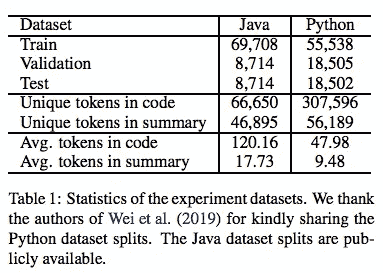 Dataset Java Python
Train 69,708 55,538
Validation 8,714 18,505
Test 8,714 18,502
Unique tokens in code 66,650 307,596
Unique tokens in summary 46,895 56,189
Avg. tokens in code 120.16 47.98
Avg. tokens in summary 17.73 9.48
Table 1: Statistics of the experiment datasets. We thank
the authors of Wei et al. (2019) for kindly sharing the
Python dataset splits. The Java dataset splits are pub-
licly available.